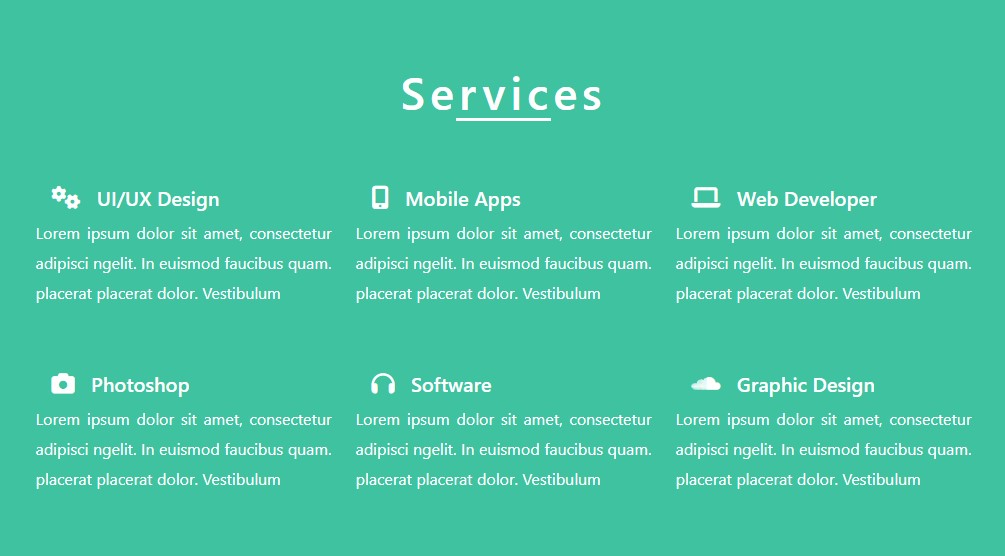 Services
UI/UX Design
Lorem ipsum dolor sit amet, consectetur
adipisci ngelit. In euismod faucibus quam.
placerat placerat dolor. Vestibulum
Mobile Apps
Lorem ipsum dolor sit amet, consectetur
adipisci ngelit. In euismod faucibus quam.
placerat placerat dolor. Vestibulum
Web Developer
Lorem ipsum dolor sit amet, consectetur
adipisci ngelit. In euismod faucibus quam.
placerat placerat dolor. Vestibulum
Photoshop
Lorem ipsum dolor sit amet, consectetur
adipisci ngelit. In euismod faucibus quam.
placerat placerat dolor. Vestibulum
Software
Lorem ipsum dolor sit amet, consectetur
adipisci ngelit. In euismod faucibus quam.
placerat placerat dolor. Vestibulum
Graphic Design
Lorem ipsum dolor sit amet, consectetur
adipisci ngelit. In euismod faucibus quam.
placerat placerat dolor. Vestibulum